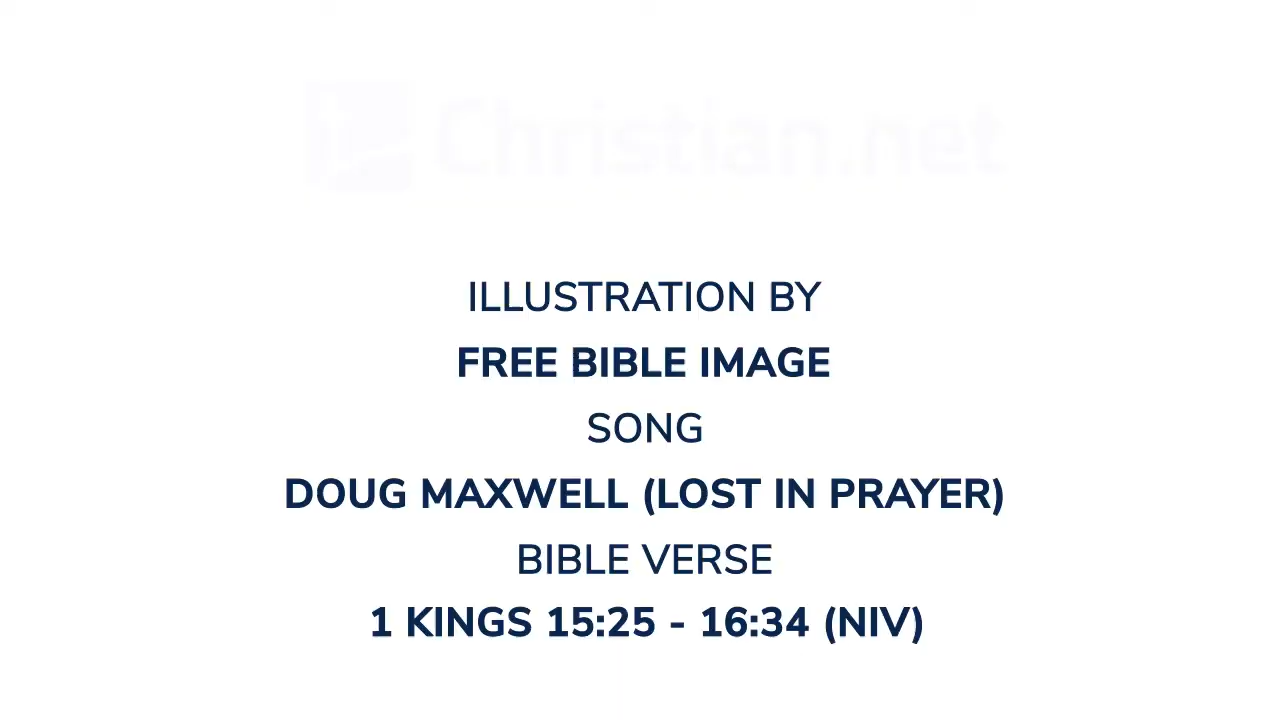 Christian.net
ILLUSTRATION BY
FREE BIBLE IMAGE
SONG
DOUG MAXWELL (LOST IN PRAYER)
BIBLE VERSE
1 KINGS 15:25 - 16:34 (NIV)